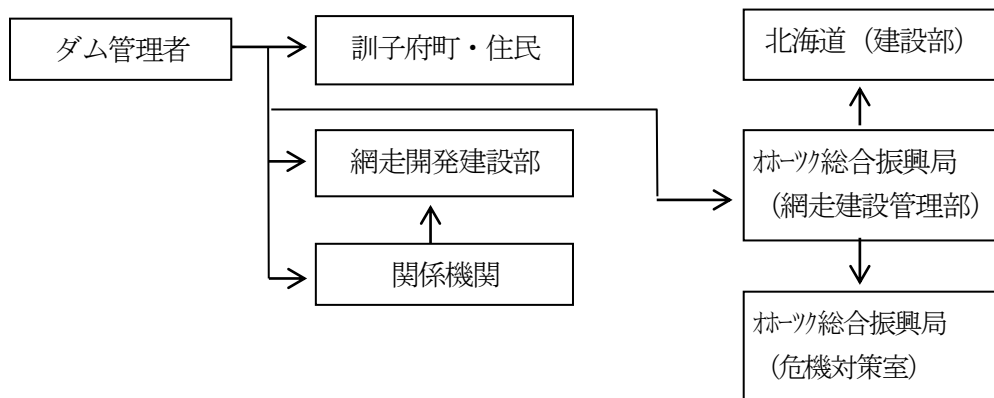 ダム管理者
訓子府町・住民
網走開発建設部
関係機関
北海道（建設部）
ｵﾎｰﾂｸ総合振興局
（網走建設管理部）
ｵﾎｰﾂｸ総合振興局
（危機対策室）